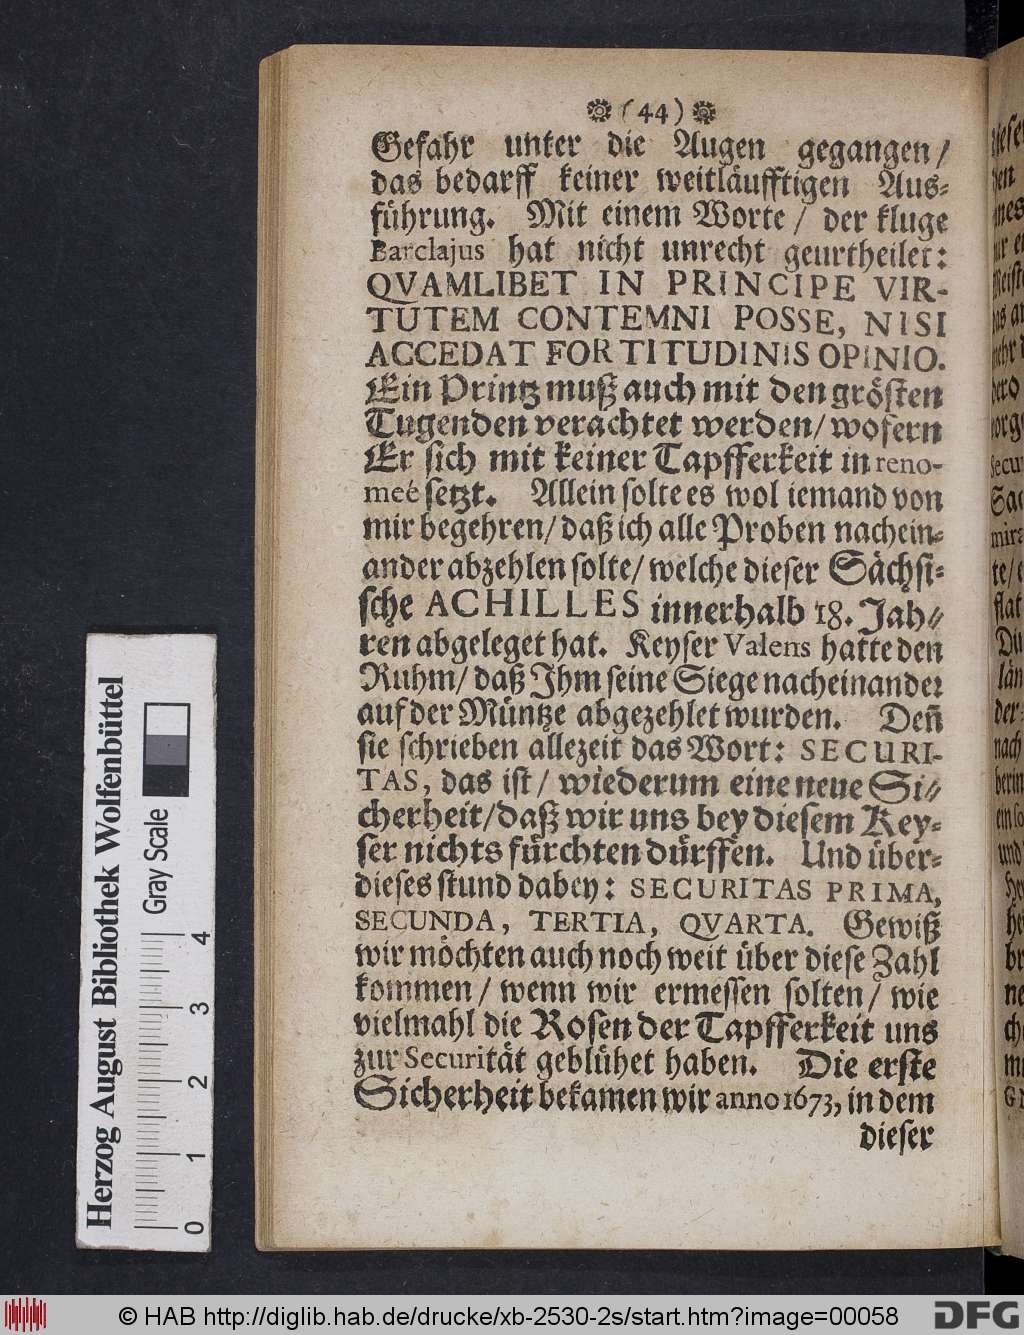 ❁ (44) ❁
Gefahr unter die Augen gegangen /
das bedarff keiner weitläufftigen Aus-
führung. Mit einem Worte / der kluge
Barclajus hat nicht unrecht geurtheilet:
QVAMLIBET IN PRINCIPE VIR-
TUTEM CONTEMNI POSSE, NISI
ACCEDAT FORTITUDINIS OPINIO.
Ein Printz muß auch mit den grösten
Tugenden verachtet werden / wofern
Er sich mit keiner Tapfferkeit in reno-
meé setzt. Allein solte es wol iemand von
mir begehren / daß ich alle Proben nachein-
ander abzehlen solte / welche dieser Sächsi-
sche ACHILLES innerhalb 18. Jah-
ren abgeleget hat. Keyser Valens hatte den
Ruhm / daß Ihm seine Siege nacheinander
auf der Müntze abgezehlet wurden. Deñ
sie schrieben allezeit das Wort: SECURI-
TAS, das ist / wiederum eine neue Si-
cherheit / daß wir uns bey diesem Key-
ser nichts fürchten dürffen. Und über-
dieses stund dabey: SECURITAS PRIMA,
SECUNDA, TERTIA, QVARTA. Gewiß
wir möchten auch noch weit über diese Zahl
kommen / wenn wir ermessen solten / wie
vielmahl die Rosen der Tapfferkeit uns
zur Securität geblühet haben. Die erste
Sicherheit bekamen wir anno 1673, in dem
dieser
Herzog August Bibliothek Wolfenbüttel
Gray Scale
0 1 2 3 4
© HAB http://diglib.hab.de/drucke/xb-2530-2s/start.htm?image=00058
DFG